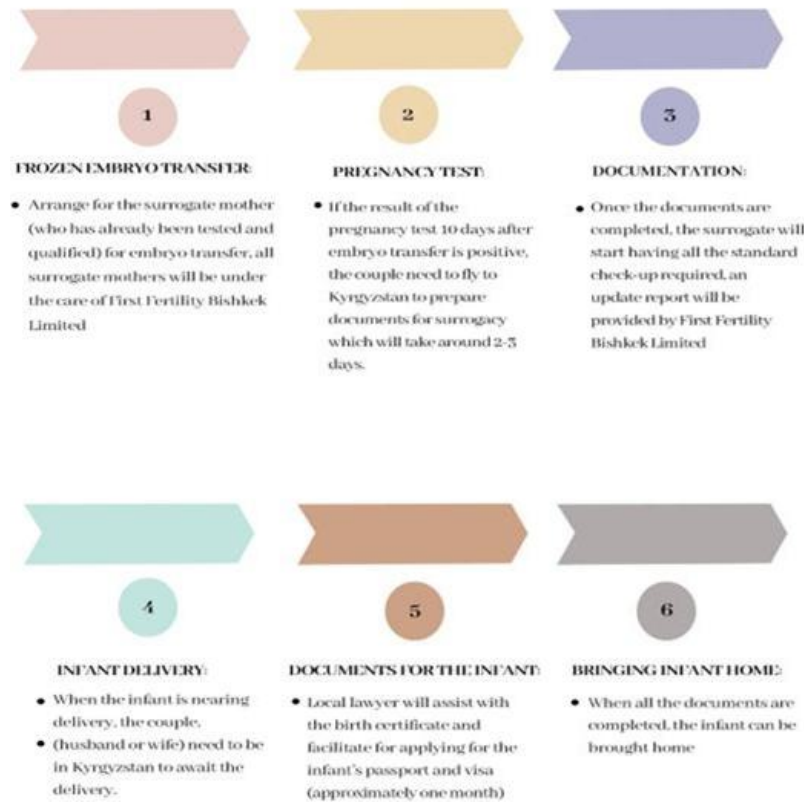 1
FROZEN EMBRYO TRANSFER:
• Arrange for the surrogate mother
(who has already been tested and
qualified) for embryo transfer, all
surrogate mothers will be under
the care of First Fertility Bishkek
Limited
2
PREGNANCY TEST:
• If the result of the
pregnancy test 10 days after
embryo transfer is positive,
the couple need to fly to
Kyrgyzstan to prepare
documents for surrogacy
which will take around 2-3
days.
3
DOCUMENTATION:
• Once the documents are
completed, the surrogate will
start having all the standard
check-up required, an
update report will be
provided by First Fertility
Bishkek Limited
4
INFANT DELIVERY:
• When the infant is nearing
delivery, the couple,
• (husband or wife) need to be
in Kyrgyzstan to await the
delivery.
5
DOCUMENTS FOR THE INFANT:
• Local lawyer will assist with
the birth certificate and
facilitate for applying for the
infant's passport and visa
(approximately one month)
6
BRINGING INFANT HOME:
• When all the documents are
completed, the infant can be
brought home